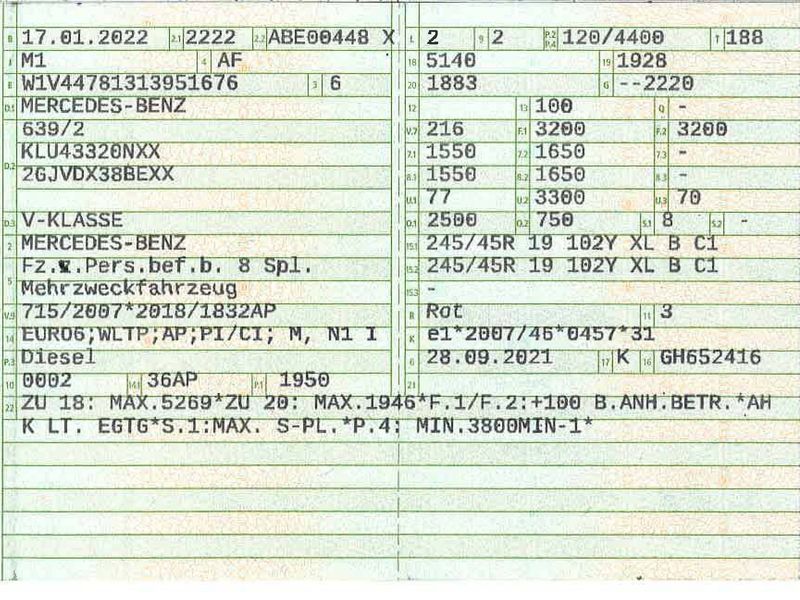 B 17.01.2022 2.1 2222 2.2 ABE00448 X L 2 9 2 P.2 P.4 120/4400 T 188
J M1 4 AF 18 5140 19 1928
E W1V44781313951676 3 6 20 1883 G --2220
D.1 MERCEDES-BENZ 12 13 100 Q -
639/2 V.7 216 F.1 3200 F.2 3200
D.2 KLU43320NXX 7.1 1550 7.2 1650 7.3 -
2GJVDX38BEXX 8.1 1550 8.2 1650 8.3 -
U.1 77 U.2 3300 U.3 70
D.3 V-KLASSE O.1 2500 O.2 750 S.1 8 S.2 -
2 MERCEDES-BENZ 15.1 245/45R 19 102Y XL B C1
5 Fz.z.Pers.bef.b. 8 Spl. 15.2 245/45R 19 102Y XL B C1
Mehrzweckfahrzeug 15.3 -
V.9 715/2007*2018/1832AP R Rot 11 3
14 EURO6;WLTP;AP;PI/CI; M, N1 I K e1*2007/46*0457*31
P.3 Diesel 6 28.09.2021 17 K 16 GH652416
10 0002 14.1 36AP P.1 1950 21
22 ZU 18: MAX.5269*ZU 20: MAX.1946*F.1/F.2:+100 B.ANH.BETR.*AH
K LT. EGTG*S.1:MAX. S-PL.*P.4: MIN.3800MIN-1*